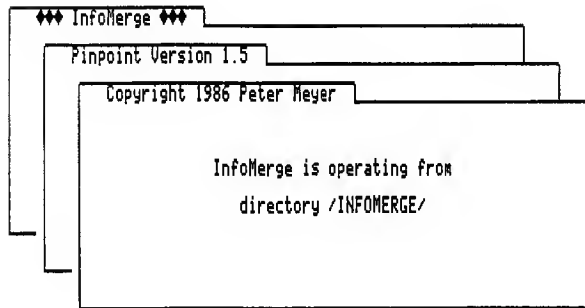 ♦♦♦ InfoMerge ♦♦♦
Pinpoint Version 1.5
Copyright 1986 Peter Meyer
InfoMerge is operating from
directory /INFOMERGE/